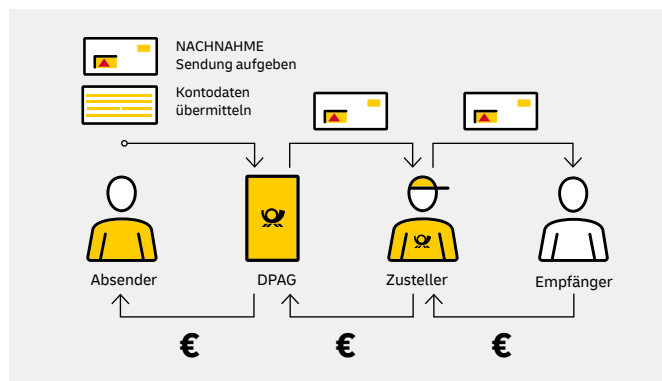 NACHNAHME
Sendung aufgeben
Kontodaten
übermitteln
Absender
DPAG
Zusteller
Empfänger
€
€
€